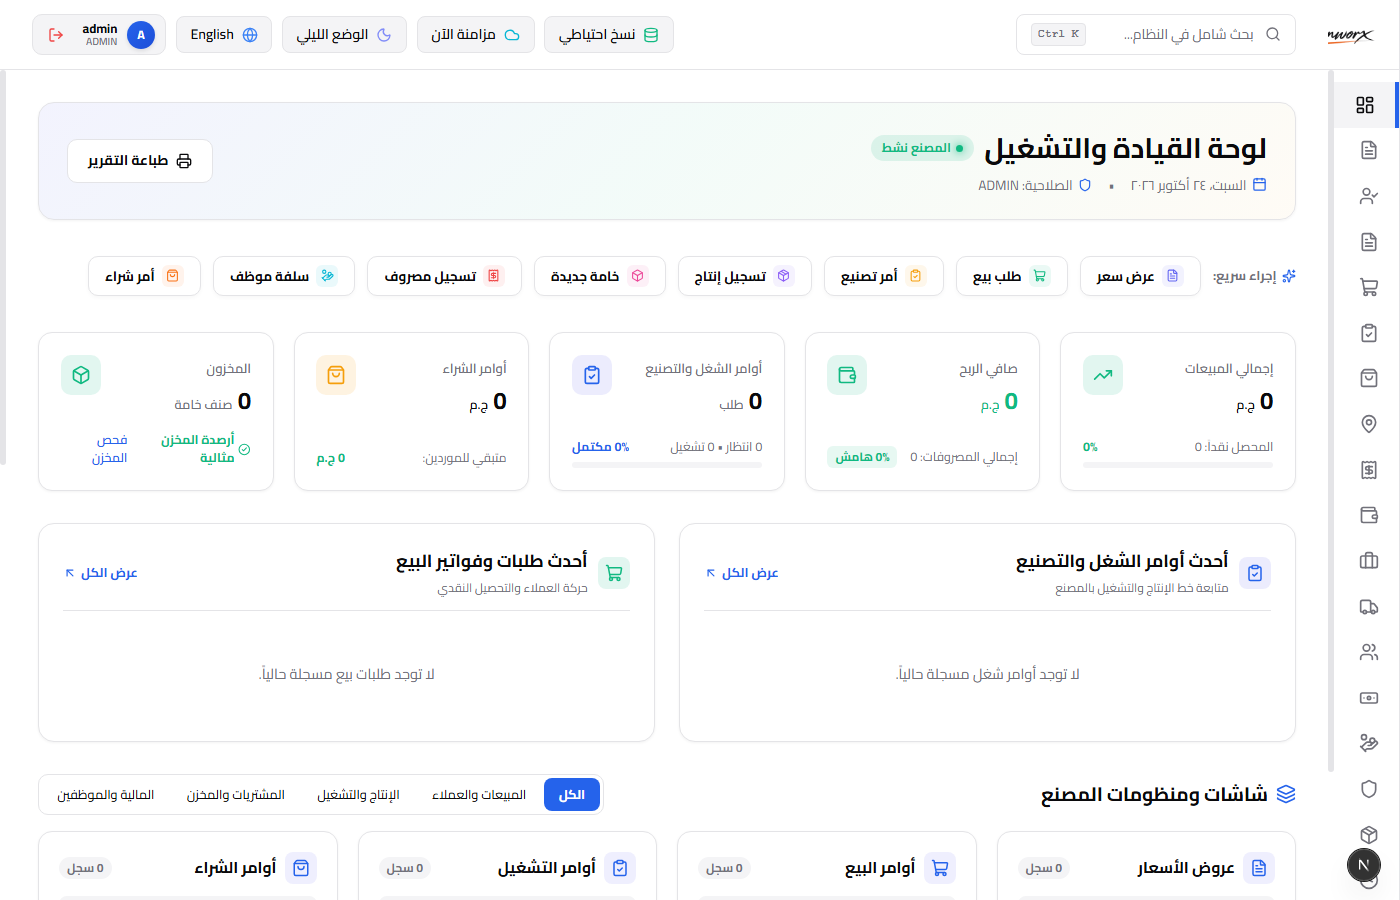 nworx
بحث شامل في النظام...
Ctrl K
نسخ احتياطي
مزامنة الآن
الوضع الليلي
English
A
admin
ADMIN
لوحة القيادة والتشغيل
المصنع نشط
السبت، ٢٤ أكتوبر ٢٠٢٦
•
الصلاحية: ADMIN
طباعة التقرير
إجراء سريع:
عرض سعر
طلب بيع
أمر تصنيع
تسجيل إنتاج
خامة جديدة
تسجيل مصروف
سلفة موظف
أمر شراء
إجمالي المبيعات
0 ج.م
المحصل نقداً: 0
0%
صافي الربح
0 ج.م
إجمالي المصروفات: 0
0% هامش
أوامر الشغل والتصنيع
0 طلب
0 انتظار • 0 تشغيل
0% مكتمل
أوامر الشراء
0 ج.م
متبقي للموردين:
0 ج.م
المخزون
0 صنف خامة
أرصدة المخزن
مثالية
فحص
المخزن
أحدث أوامر الشغل والتصنيع
متابعة خط الإنتاج والتشغيل بالمصنع
عرض الكل
لا توجد أوامر شغل مسجلة حالياً.
أحدث طلبات وفواتير البيع
حركة العملاء والتحصيل النقدي
عرض الكل
لا توجد طلبات بيع مسجلة حالياً.
شاشات ومنظومات المصنع
الكل
المبيعات والعملاء
الإنتاج والتشغيل
المشتريات والمخزن
المالية والموظفين
عروض الأسعار
0 سجل
أوامر البيع
0 سجل
أوامر التشغيل
0 سجل
أوامر الشراء
0 سجل
N